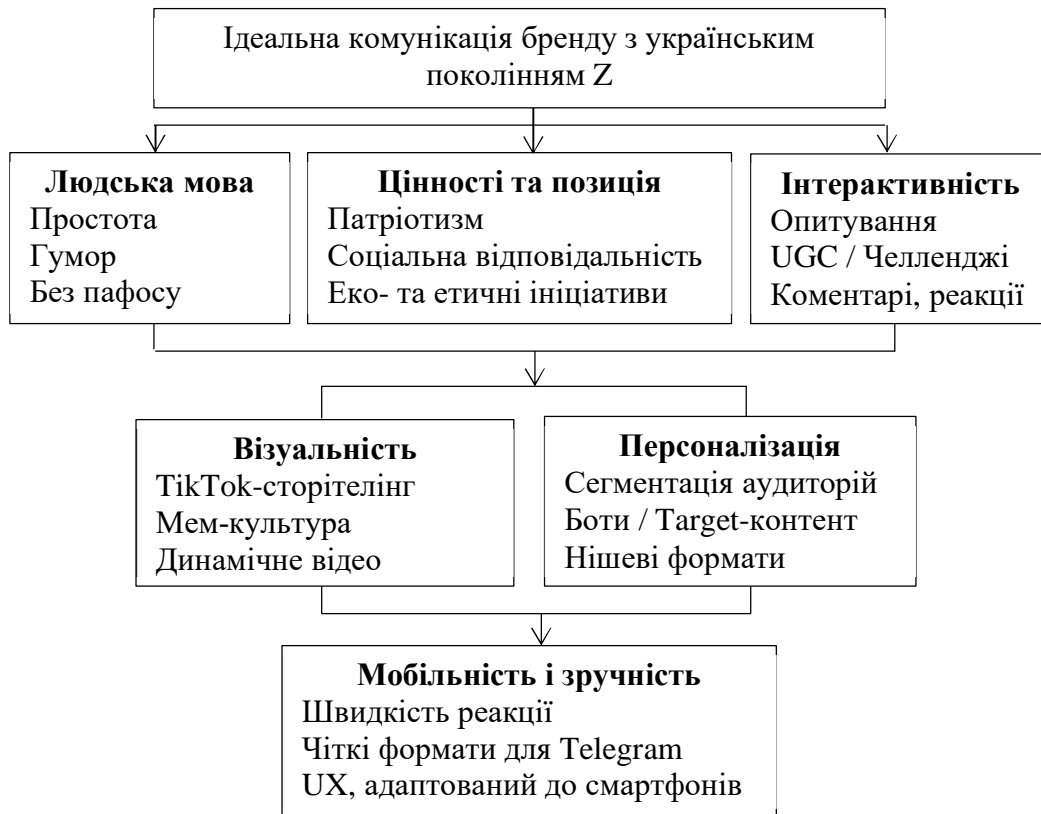 Ідеальна комунікація бренду з українським
поколінням Z
Людська мова
Простота
Гумор
Без пафосу
Цінності та позиція
Патріотизм
Соціальна відповідальність
Еко- та етичні ініціативи
Інтерактивність
Опитування
UGC / Челленджі
Коментарі, реакції
Візуальність
TikTok-сторітелінг
Мем-культура
Динамічне відео
Персоналізація
Сегментація аудиторій
Боти / Target-контент
Нішеві формати
Мобільність і зручність
Швидкість реакції
Чіткі формати для Telegram
UX, адаптований до смартфонів